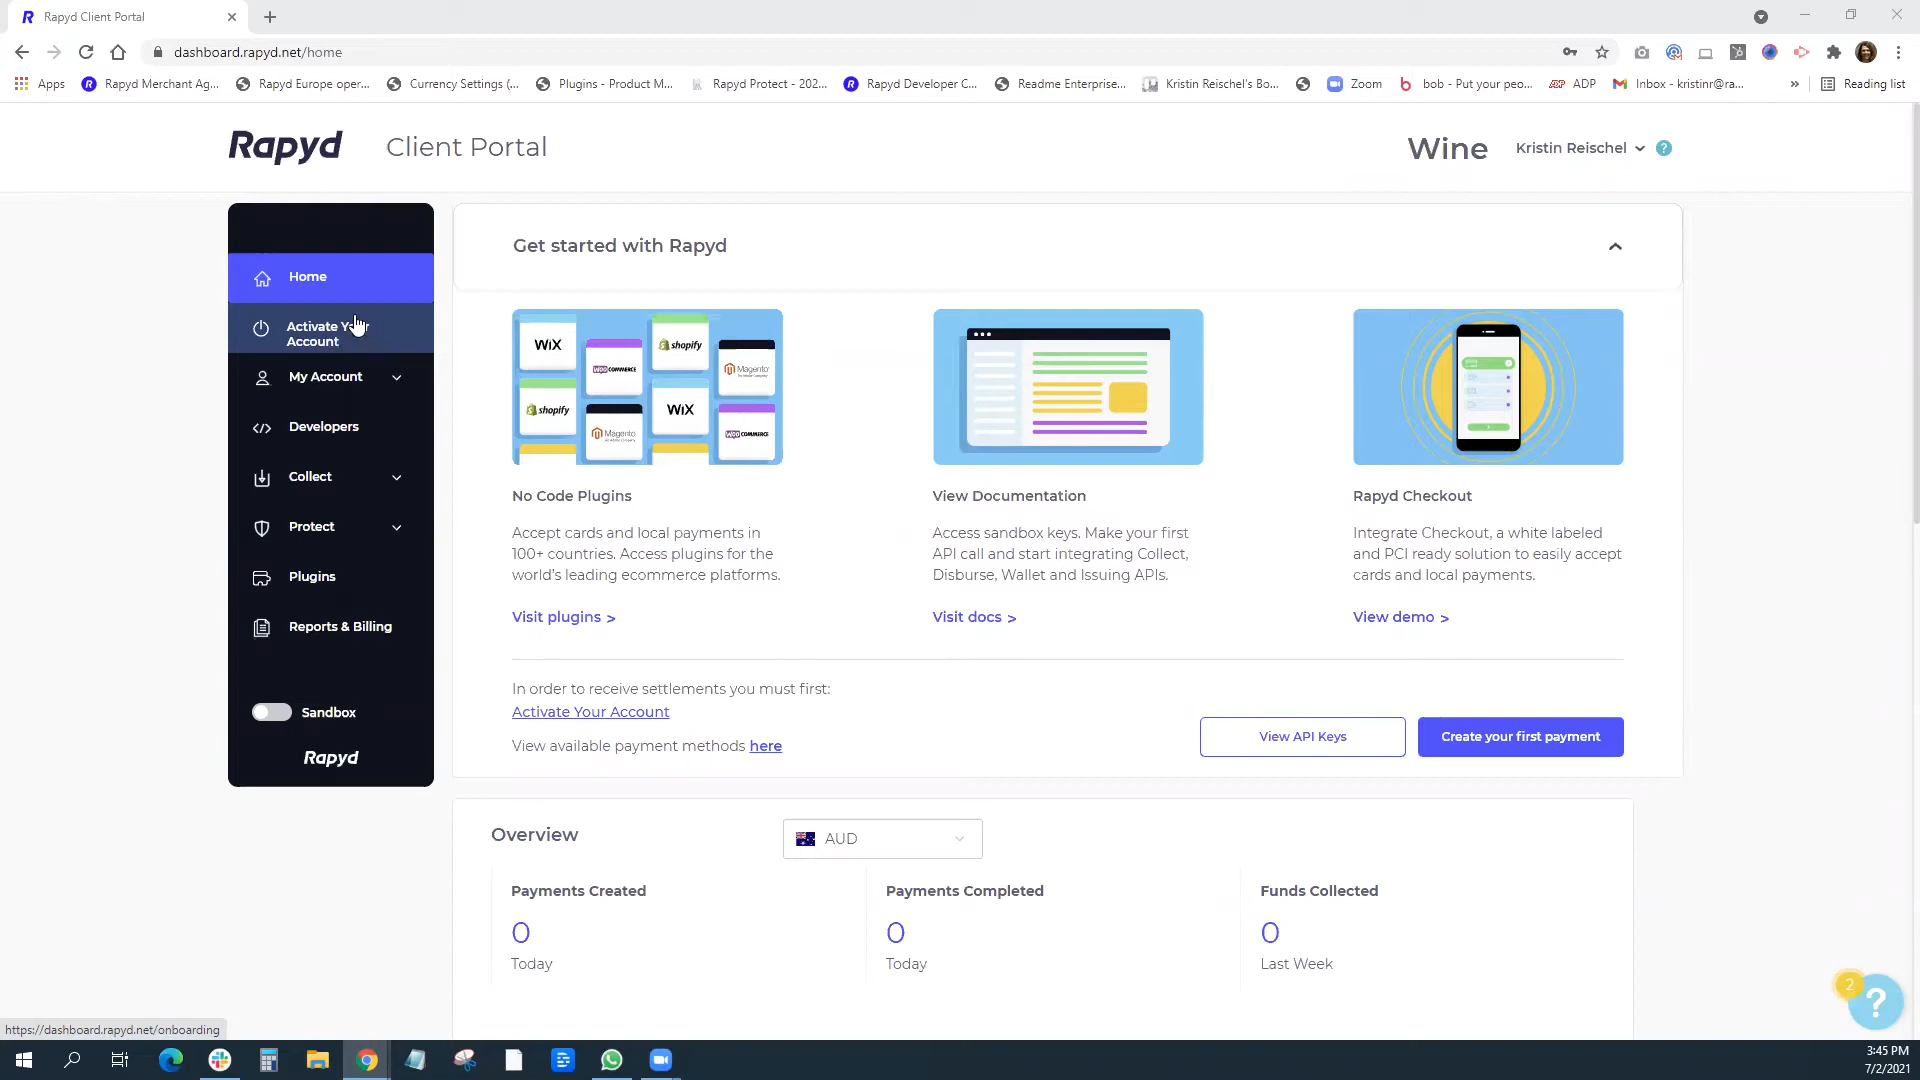 Rapyd Client Portal
dashboard.rapyd.net/home
Apps
Rapyd Merchant Ag...
Rapyd Europe oper...
Currency Settings (...
Plugins - Product M...
Rapyd Protect - 202...
Rapyd Developer C...
Readme Enterprise...
Kristin Reischel's Bo...
Zoom
bob - Put your peo...
ADP
Inbox - kristinr@ra...
»
Reading list
Rapyd
Client Portal
Wine
Kristin Reischel
?
Home
Activate Your
Account
My Account
Developers
Collect
Protect
Plugins
Reports & Billing
Sandbox
Rapyd
Get started with Rapyd
WiX
WOO COMMERCE
shopify
Magento
shopify
Magento
WiX
WOO COMMERCE
No Code Plugins
Accept cards and local payments in
100+ countries. Access plugins for the
world's leading ecommerce platforms.
Visit plugins >
View Documentation
Access sandbox keys. Make your first
API call and start integrating Collect,
Disburse, Wallet and Issuing APIs.
Visit docs >
Rapyd Checkout
Integrate Checkout, a white labeled
and PCI ready solution to easily accept
cards and local payments.
View demo >
In order to receive settlements you must first:
Activate Your Account
View available payment methods here
View API Keys
Create your first payment
Overview
AUD
Payments Created
0
Today
Payments Completed
0
Today
Funds Collected
0
Last Week
2
?
https://dashboard.rapyd.net/onboarding
3:45 PM
7/2/2021